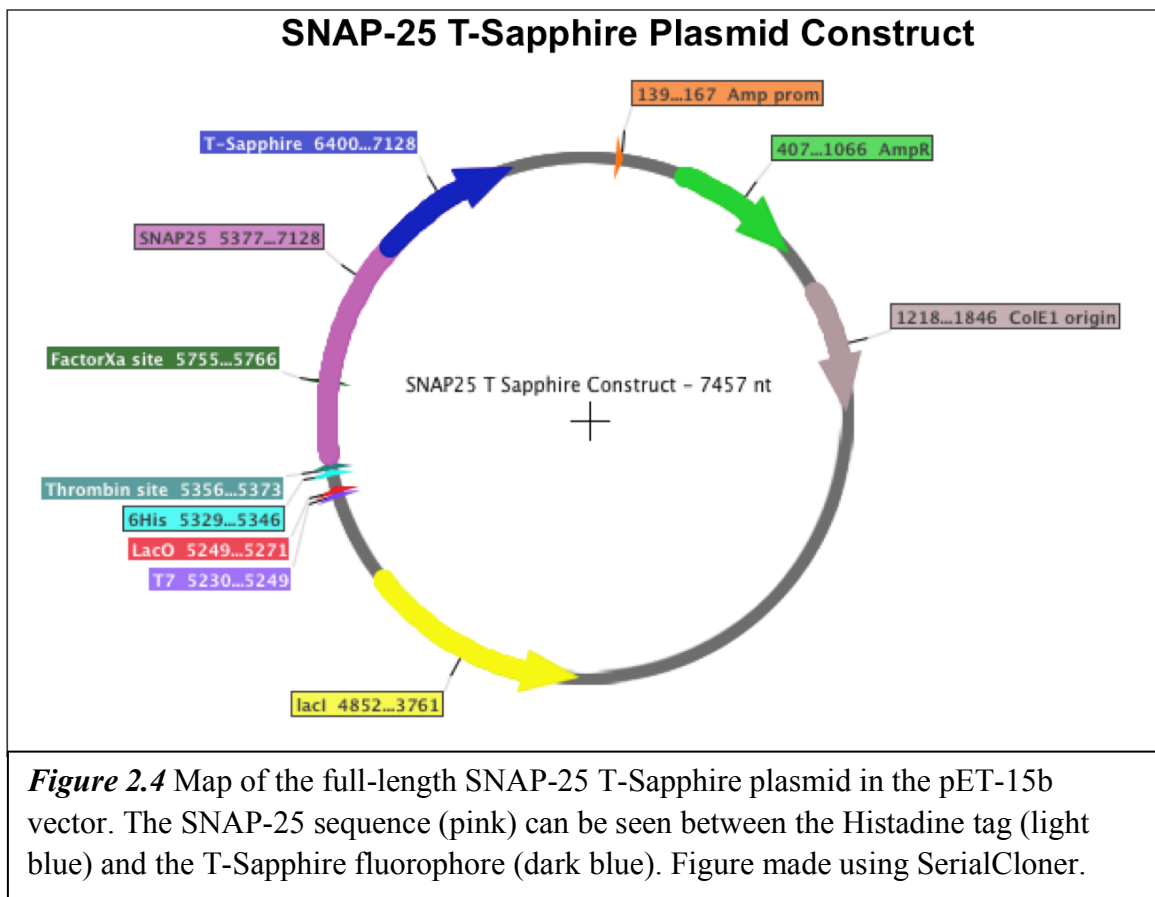 SNAP-25 T-Sapphire Plasmid Construct
139...167 Amp prom
T-Sapphire 6400...7128
407...1066 AmpR
SNAP25 5377...7128
1218...1846 ColE1 origin
FactorXa site 5755...5766
SNAP25 T Sapphire Construct - 7457 nt
Thrombin site 5356...5373
6His 5329...5346
LacO 5249...5271
T7 5230...5249
lacI 4852...3761
Figure 2.4 Map of the full-length SNAP-25 T-Sapphire plasmid in the pET-15b
vector. The SNAP-25 sequence (pink) can be seen between the Histadine tag (light
blue) and the T-Sapphire fluorophore (dark blue). Figure made using SerialCloner.